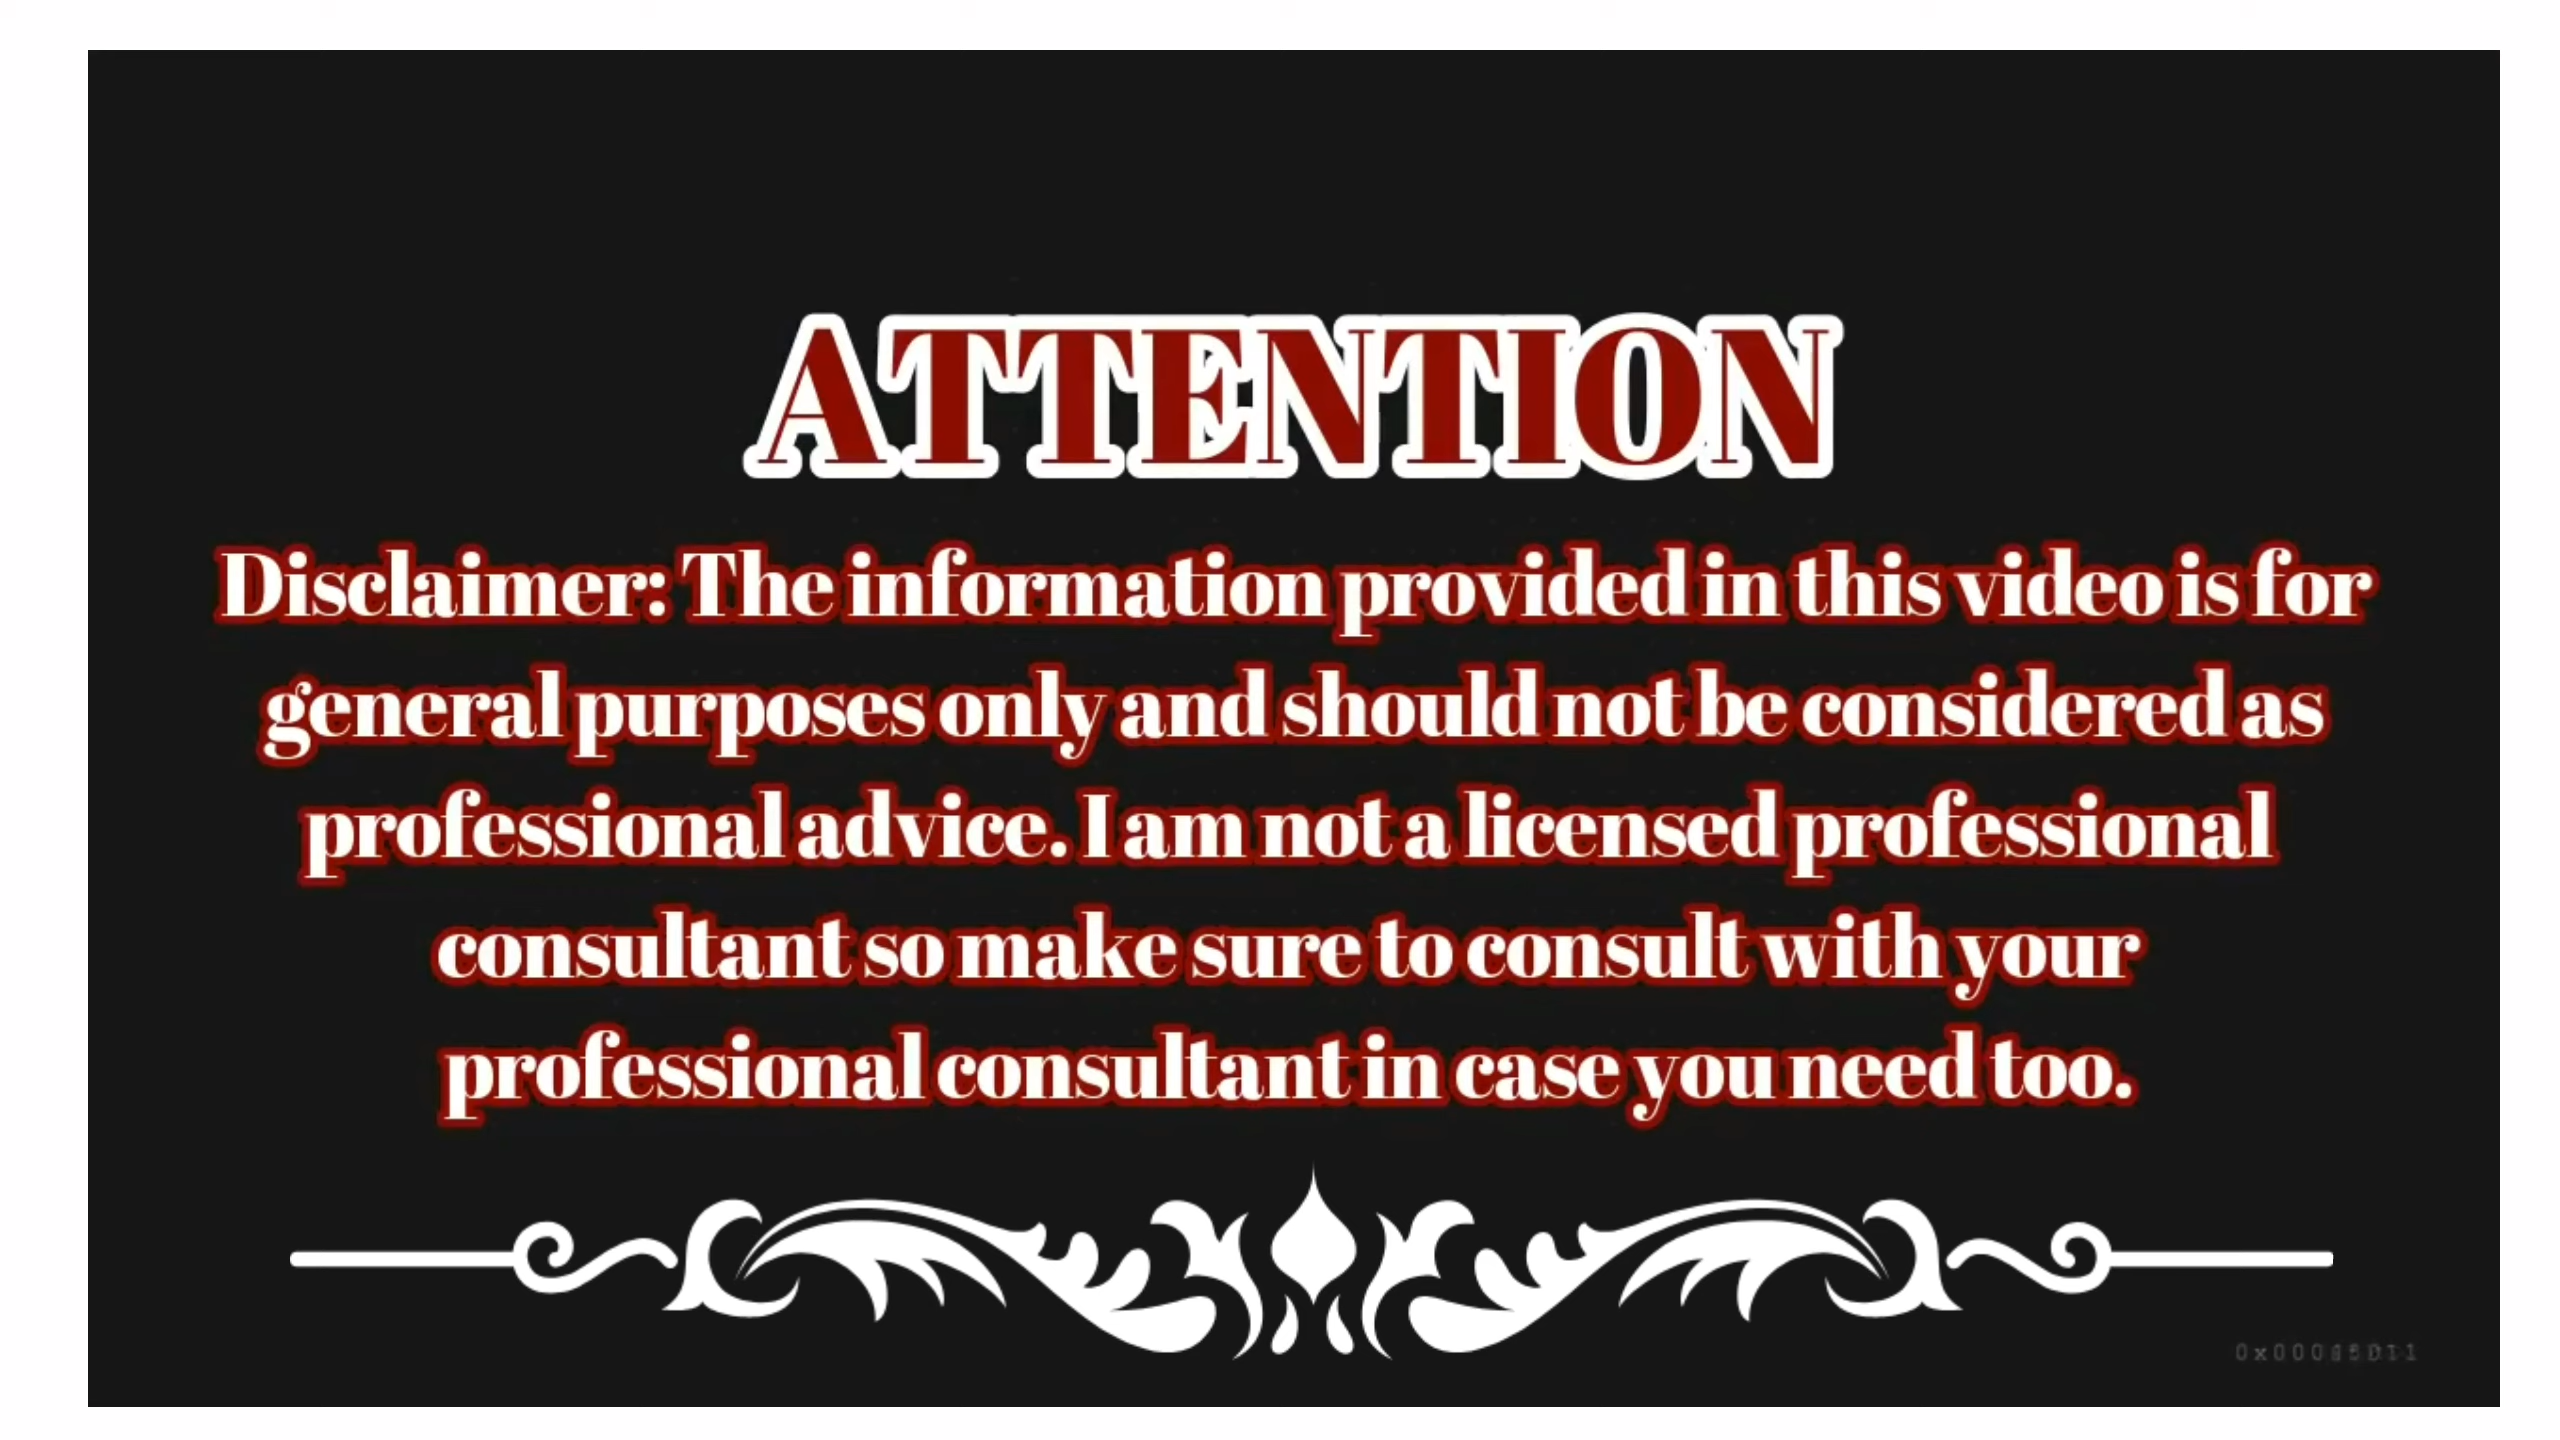 ATTENTION
Disclaimer: The information provided in this video is for
general purposes only and should not be considered as
professional advice. I am not a licensed professional
consultant so make sure to consult with your
professional consultant in case you need too.